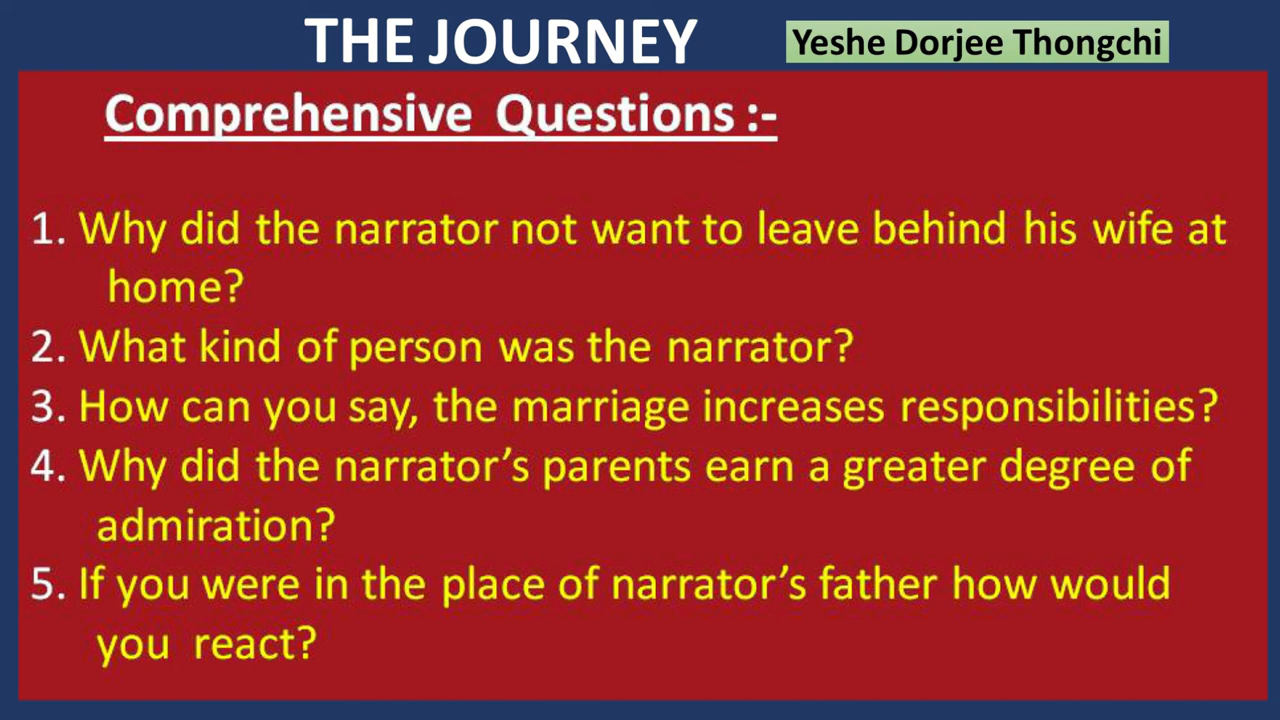 THE JOURNEY
Yeshe Dorjee Thongchi
Comprehensive Questions :-
1. Why did the narrator not want to leave behind his wife at
home?
2. What kind of person was the narrator?
3. How can you say, the marriage increases responsibilities?
4. Why did the narrator’s parents earn a greater degree of
admiration?
5. If you were in the place of narrator’s father how would
you react?